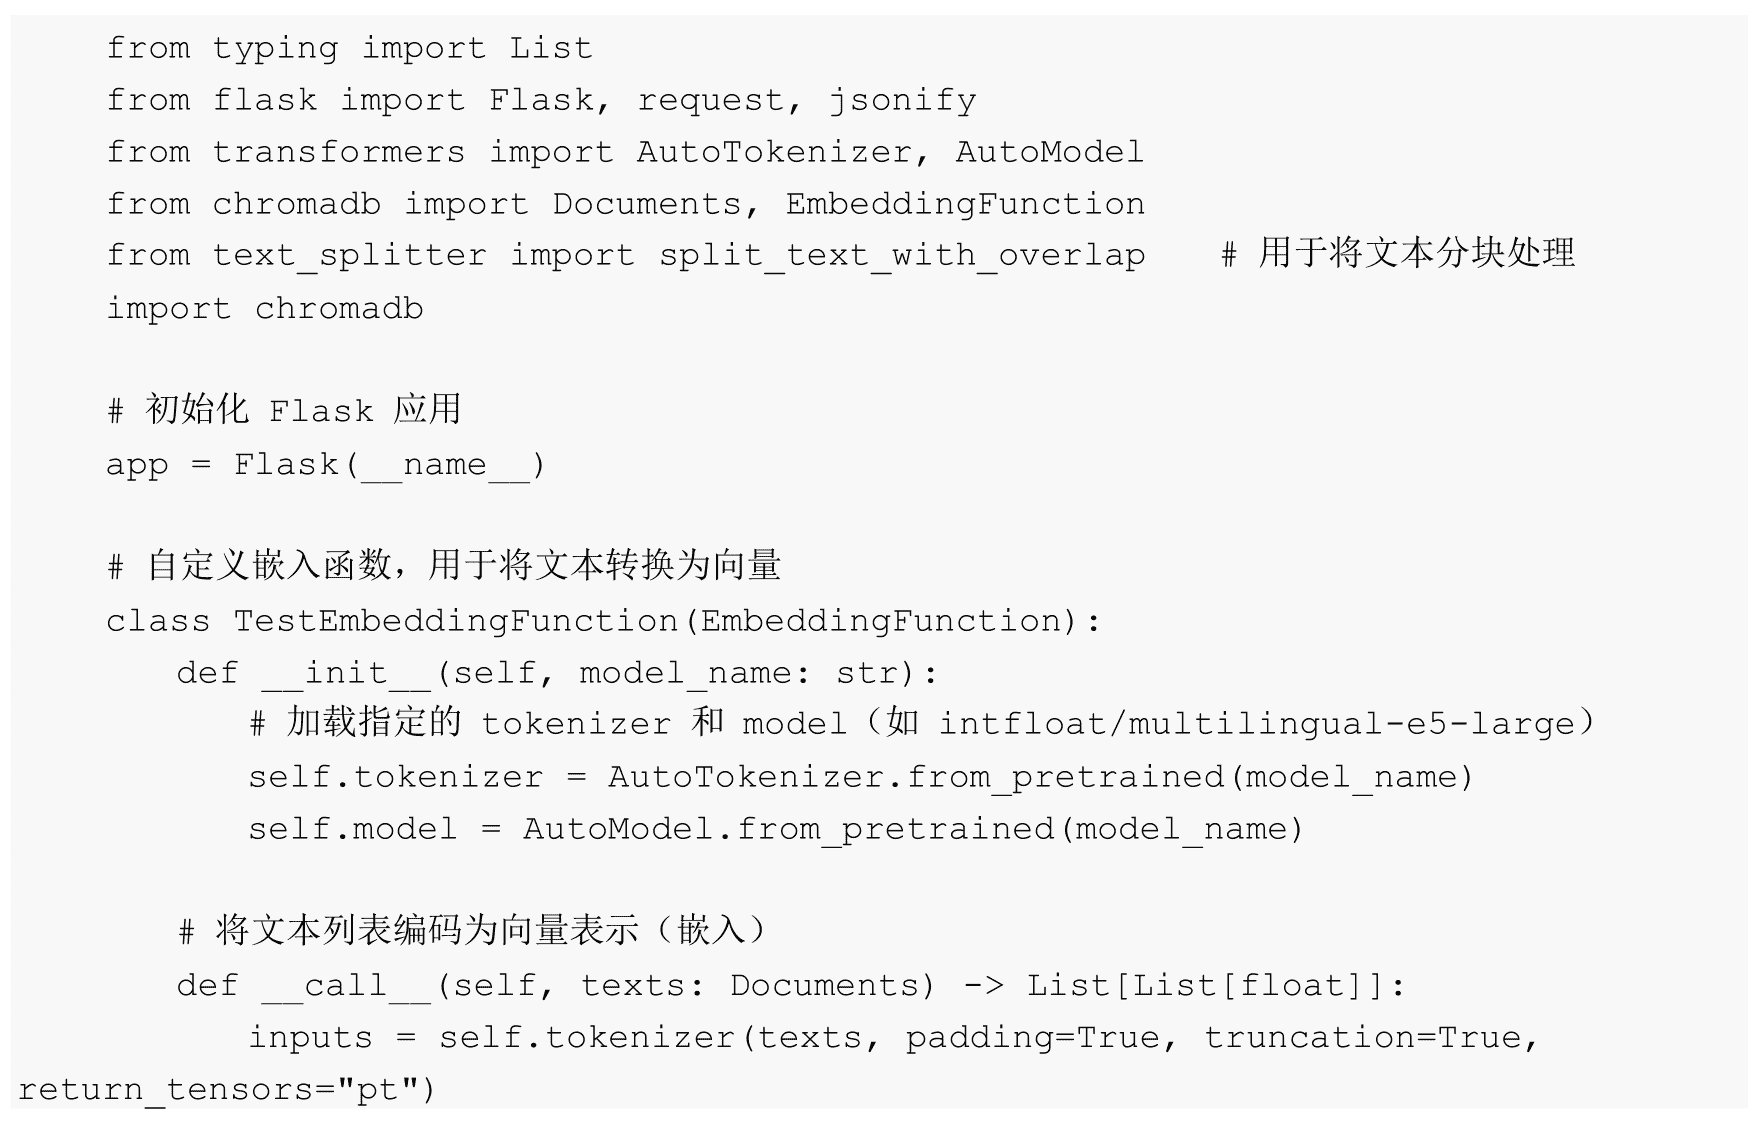 from typing import List
from flask import Flask, request, jsonify
from transformers import AutoTokenizer, AutoModel
from chromadb import Documents, EmbeddingFunction
from text_splitter import split_text_with_overlap    # 用于将文本分块处理
import chromadb

# 初始化 Flask 应用
app = Flask(__name__)

# 自定义嵌入函数，用于将文本转换为向量
class TestEmbeddingFunction(EmbeddingFunction):
    def __init__(self, model_name: str):
        # 加载指定的 tokenizer 和 model（如 intfloat/multilingual-e5-large）
        self.tokenizer = AutoTokenizer.from_pretrained(model_name)
        self.model = AutoModel.from_pretrained(model_name)

    # 将文本列表编码为向量表示（嵌入）
    def __call__(self, texts: Documents) -> List[List[float]]:
        inputs = self.tokenizer(texts, padding=True, truncation=True,
return_tensors="pt")